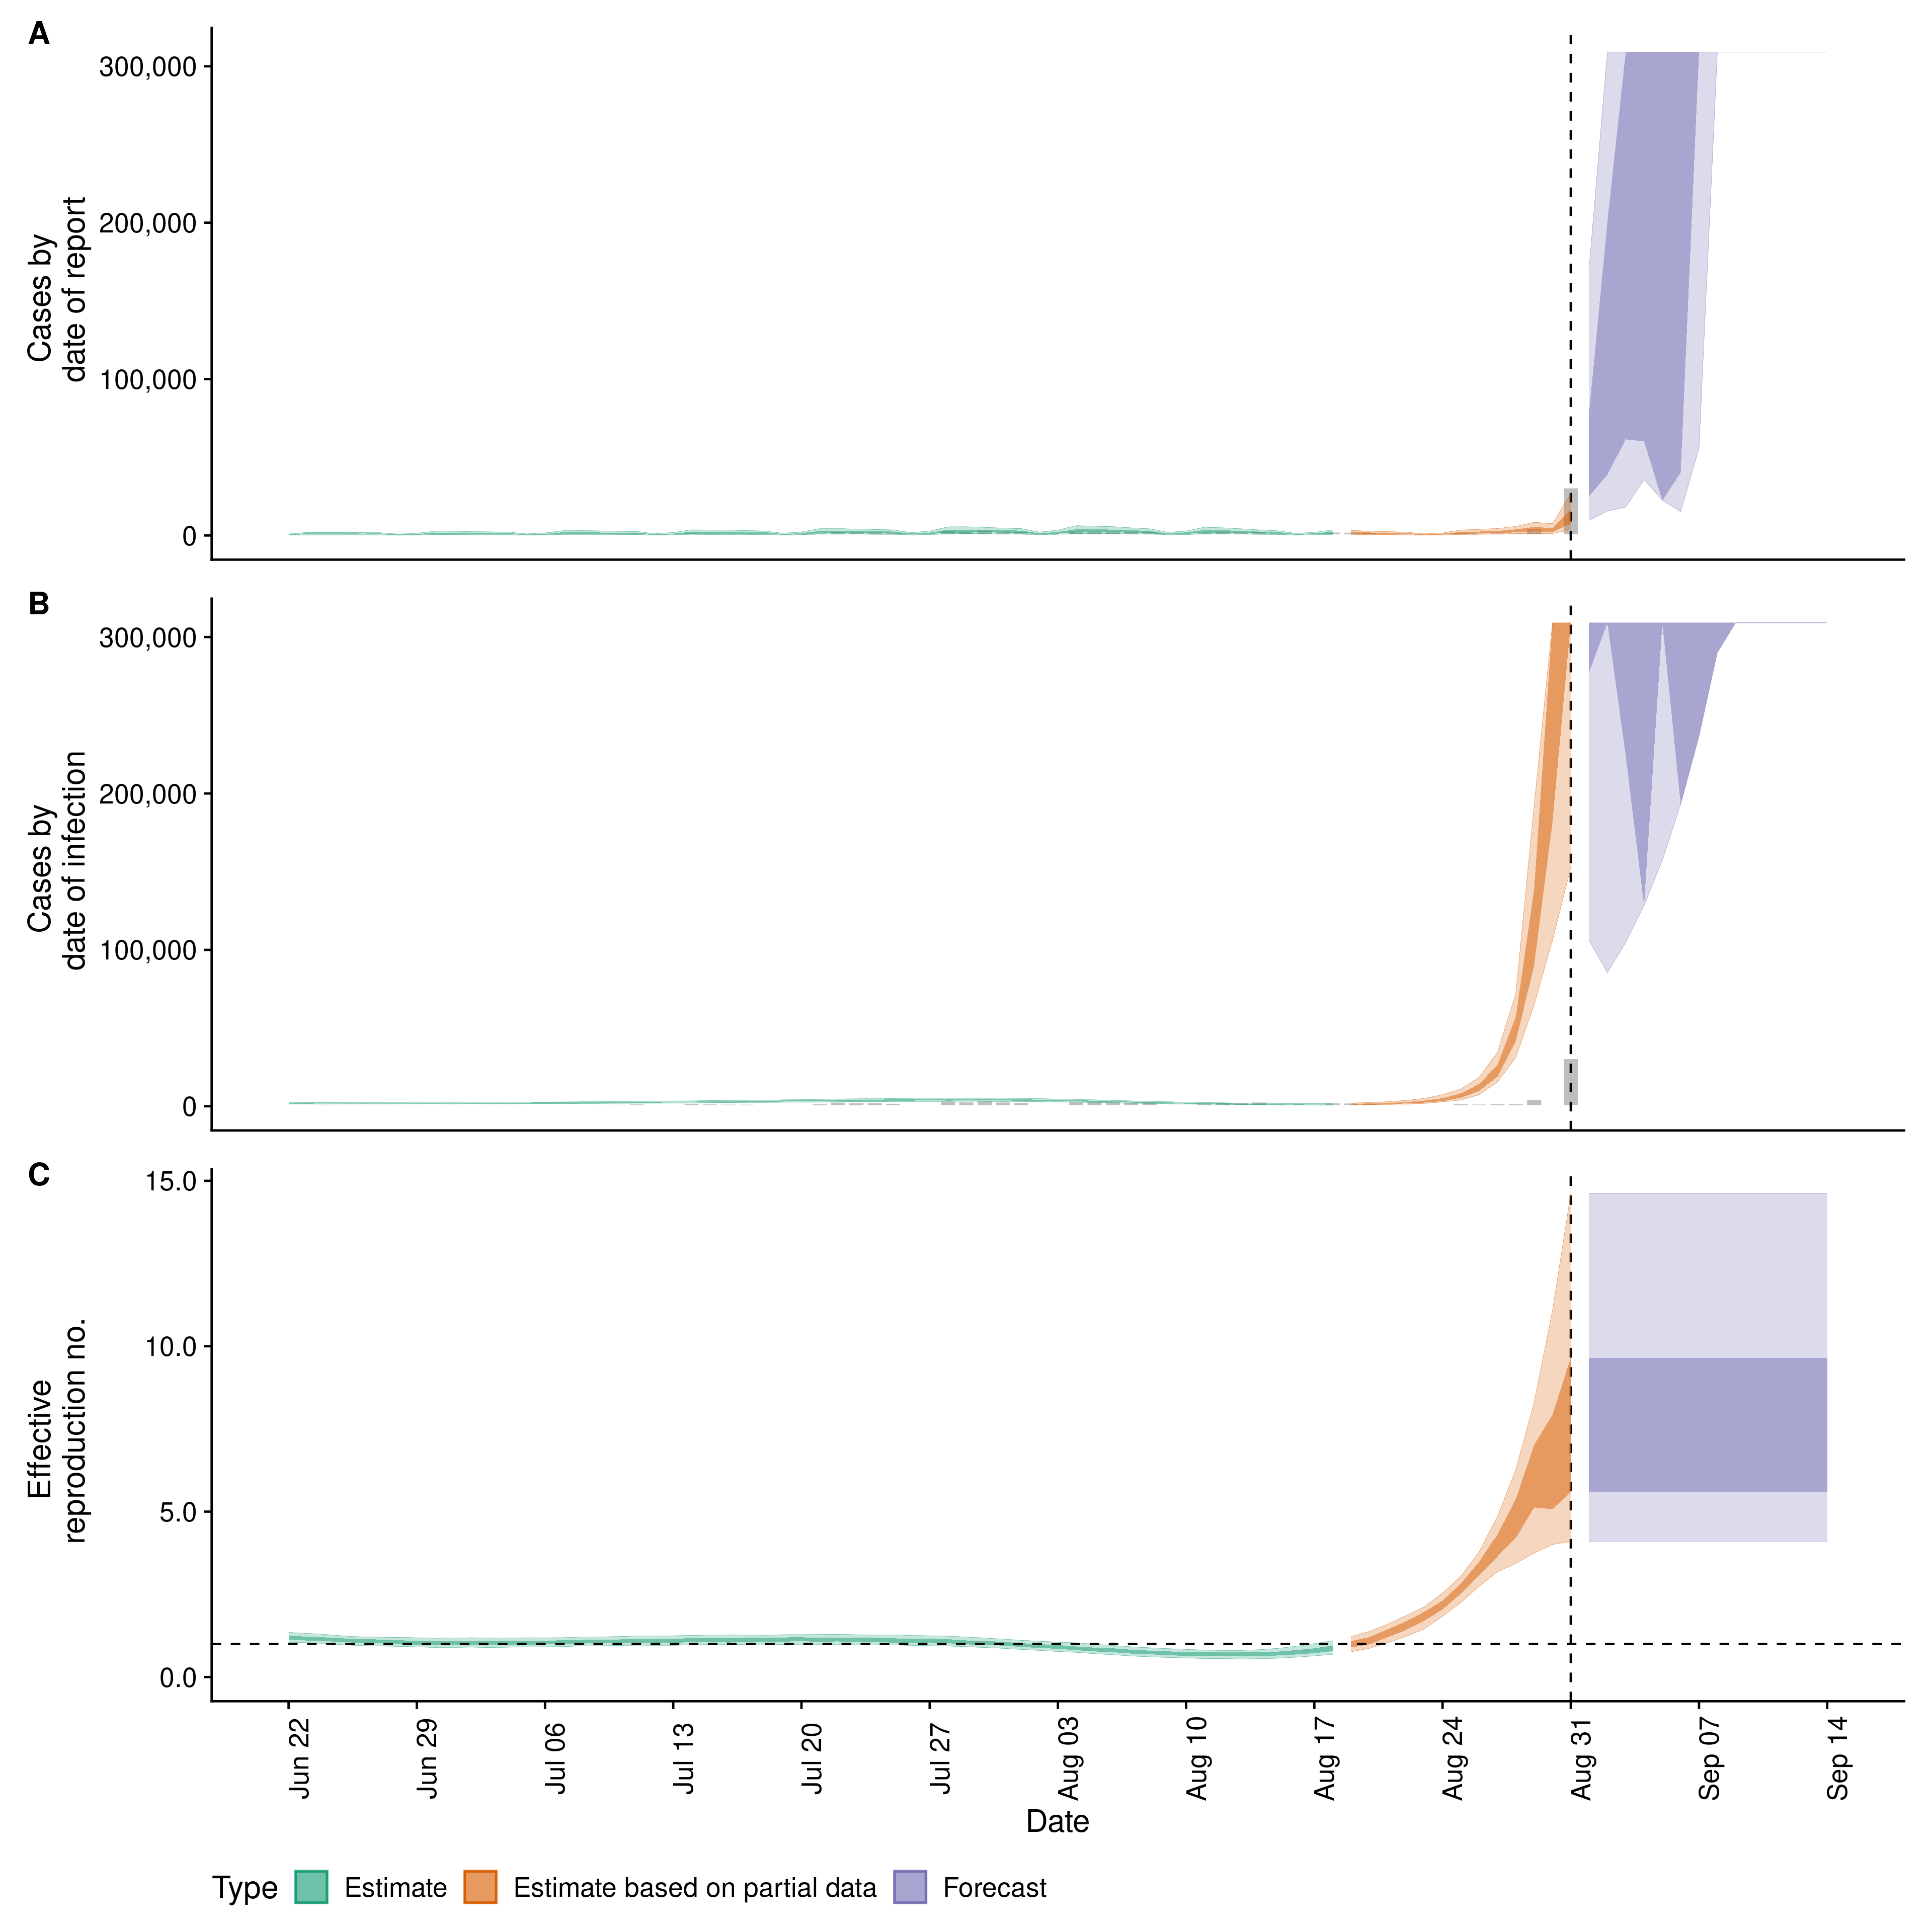 A
Cases by
date of report
300,000
200,000
100,000
0
B
Cases by
date of infection
300,000
200,000
100,000
0
C
Effective
reproduction no.
15.0
10.0
5.0
0.0
Jun 22
Jun 29
Jul 06
Jul 13
Jul 20
Jul 27
Aug 03
Aug 10
Aug 17
Aug 24
Aug 31
Sep 07
Sep 14
Date
Type
Estimate
Estimate based on partial data
Forecast